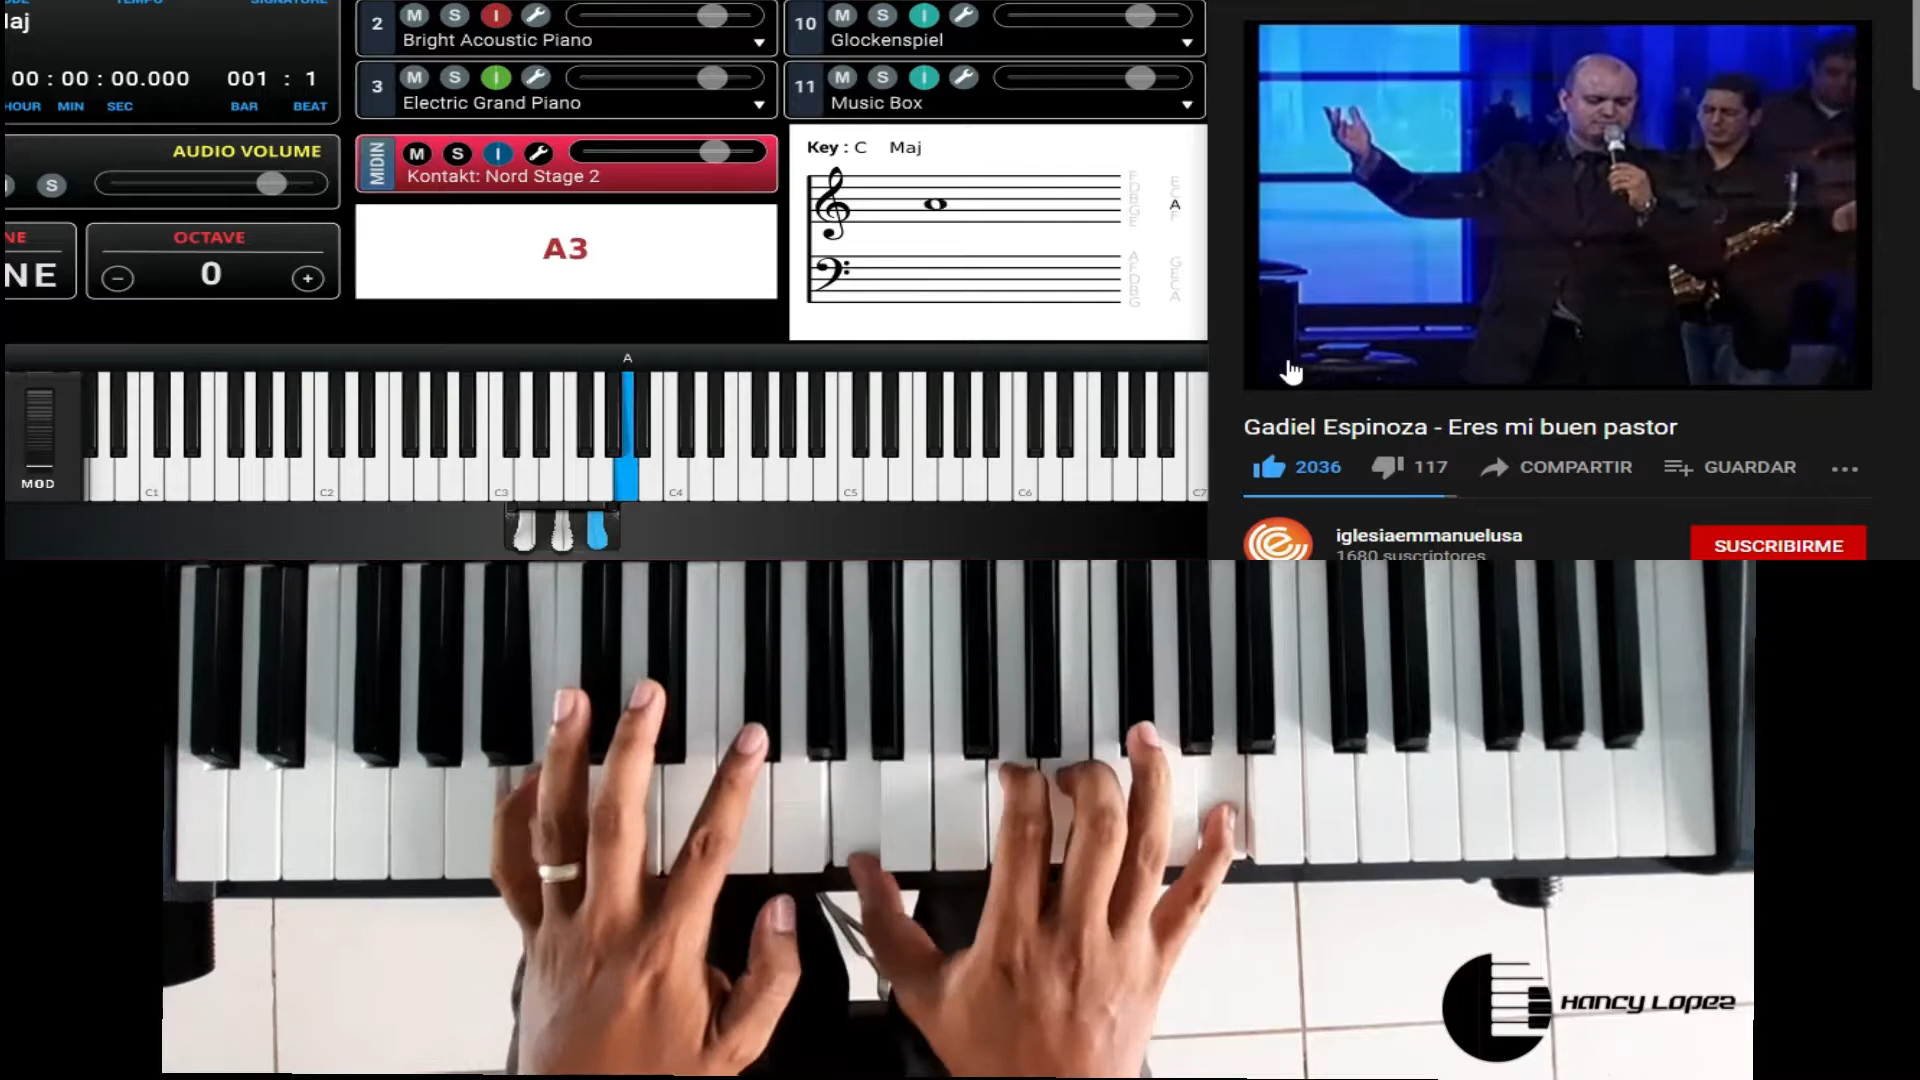 SIGNATURE
aj
00 : 00 : 00.000 001 : 1
HOUR MIN SEC BAR BEAT
AUDIO VOLUME
S
NE
NE
OCTAVE
0
2 M S I
Bright Acoustic Piano
3 M S I
Electric Grand Piano
MIDIN M S I
Kontakt: Nord Stage 2
A3
10 M S I
Glockenspiel
11 M S I
Music Box
Key : C Maj
F
D
B
G
E
E
C
A
F
A
F
D
B
G
G
E
C
A
A
MOD
C1 C2 C3 C4 C5 C6 C7
Gadiel Espinoza - Eres mi buen pastor
2036 117 COMPARTIR GUARDAR
iglesiaemmanuelusa
1680 suscriptores
SUSCRIBIRME
HANCY LOPEZ